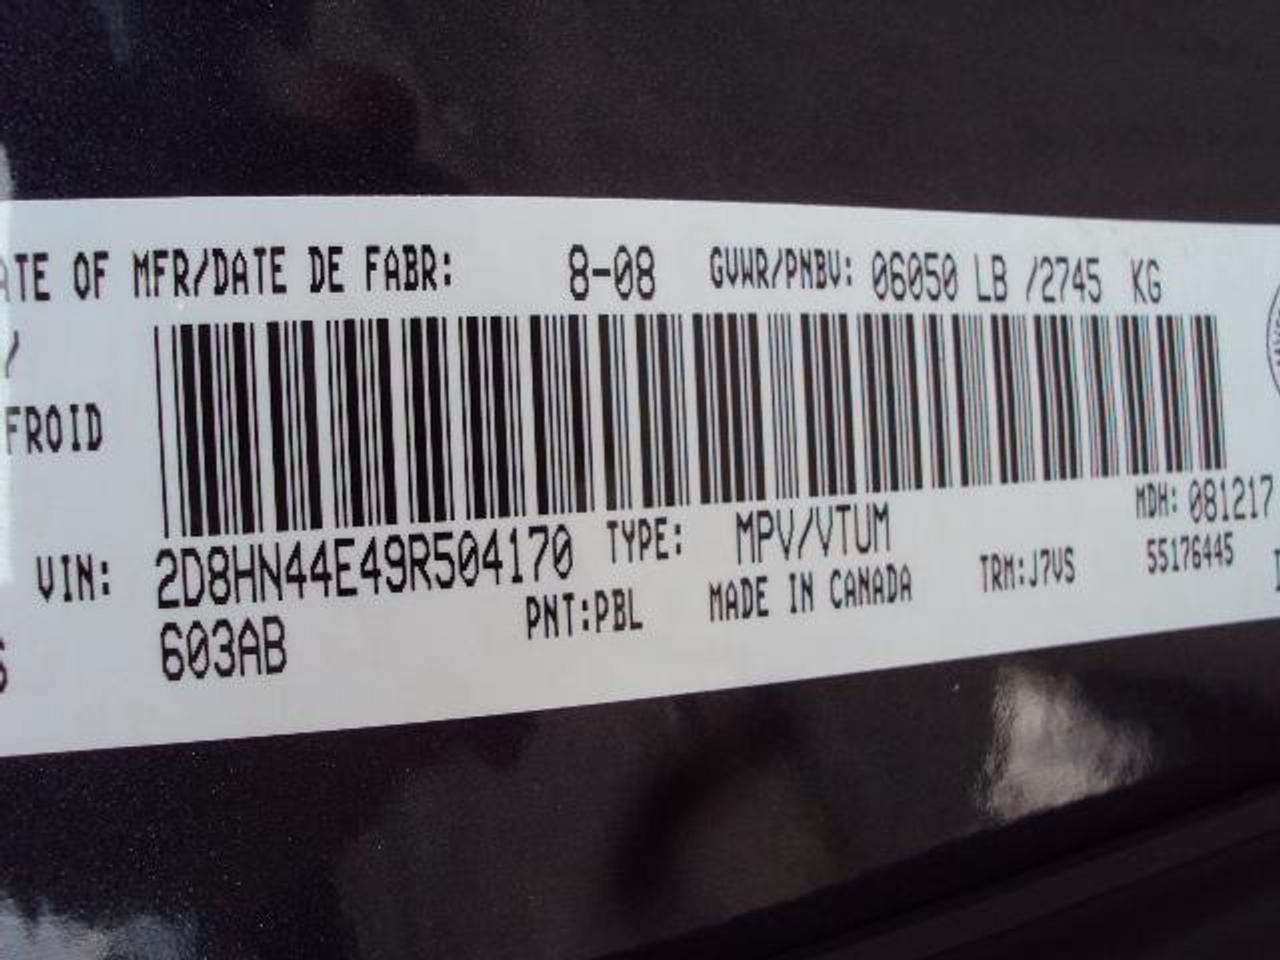 ATE OF MFR/DATE DE FABR: 8-08 GVWR/PNBV: 06050 LB /2745 KG
/
FROID
MDH: 081217
VIN: 2D8HN44E49R504170 TYPE: MPV/VTUM 55176445
PNT:PBL MADE IN CANADA TRM:J7VS
603AB